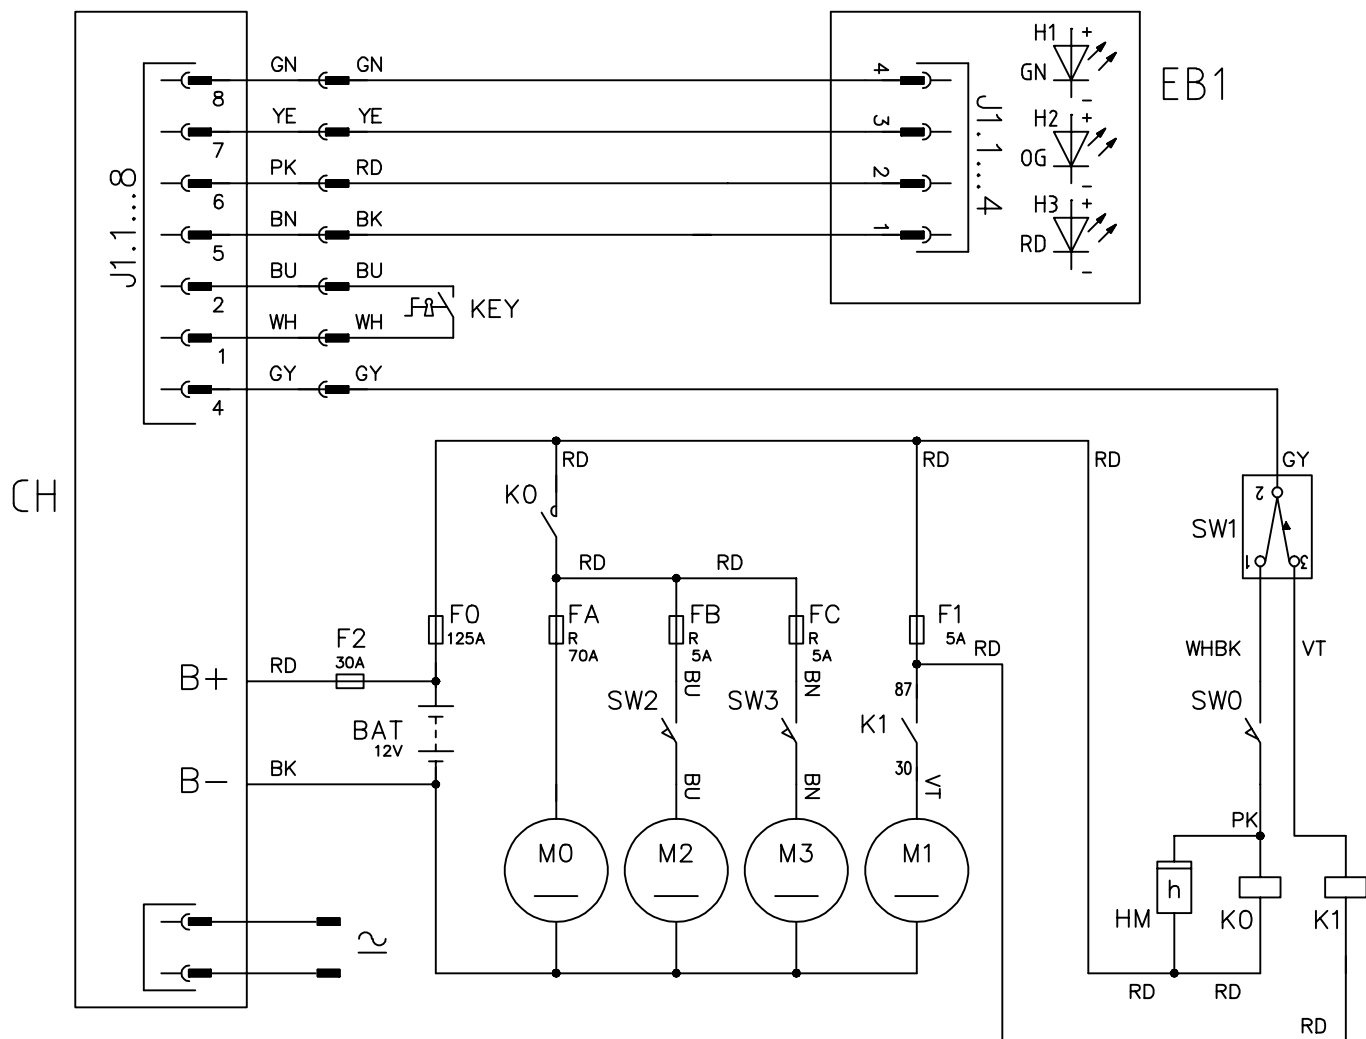 H1 +
GN GN 4 GN EB1
8 -
YE YE 3 H2 +
7 OG
PK RD 2 -
J1.1...8 6 J1.1...4 H3 +
BN BK 1 RD
5 -
BU BU
2 KEY
WH WH
1
GY GY
4
RD RD RD GY
CH K0 2
SW1
RD RD 1 3
F0 FA FB FC F1
125A R R R 5A
F2 70A 5A 5A RD WHBK VT
30A
B+ RD BU BN 87
SW2 SW3 K1 SW0
BAT
12V
B- BK BU BN 30
VT
PK
M0 M2 M3 M1
h
HM K0 K1
~
RD RD
RD